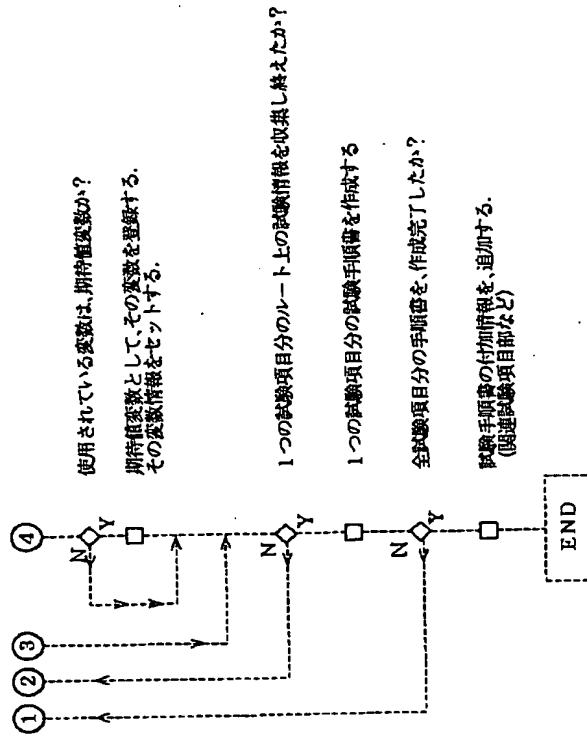 ④
使用されている変数は、期待値変数か?
N
Y
期待値変数として、その変数を登録する.
その変数情報をセットする.
③
②
1つの試験項目分のルート上の試験情報を収集し終えたか?
N
Y
1つの試験項目分の試験手順書を作成する
①
全試験項目分の手順書を、作成完了したか?
N
Y
試験手順書の付加情報を、追加する.
(関連試験項目部など)
END